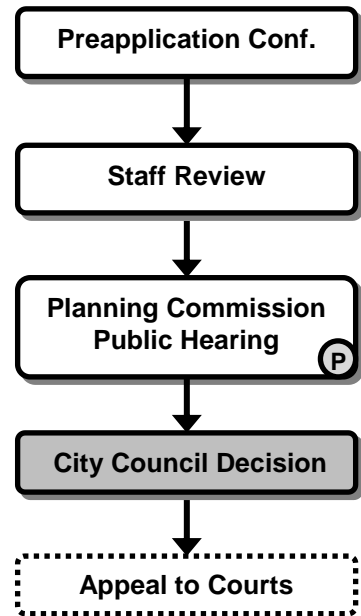 Preapplication Conf.
Staff Review
Planning Commission
Public Hearing
P
City Council Decision
Appeal to Courts